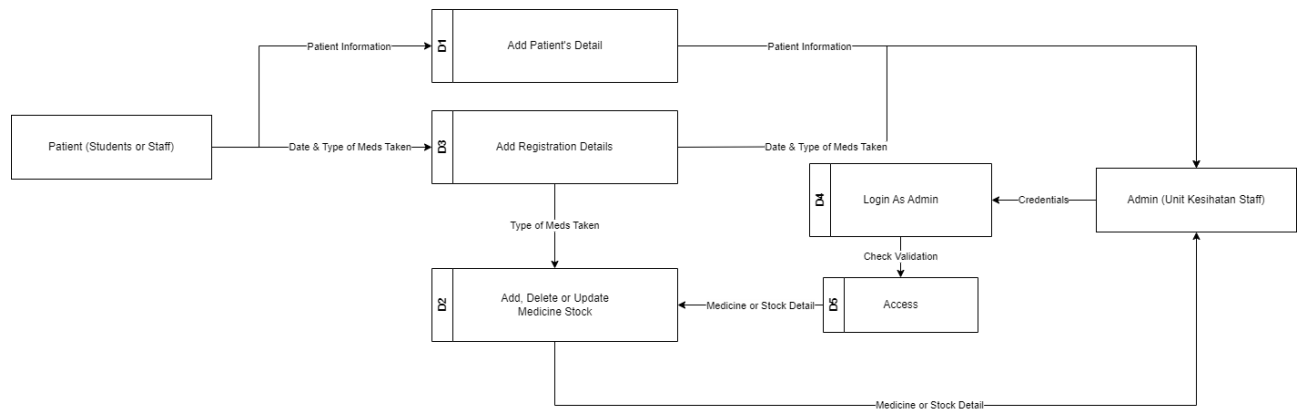 Patient Information
D1
Add Patient's Detail
Patient Information
Patient (Students or Staff)
Date & Type of Meds Taken
D3
Add Registration Details
Date & Type of Meds Taken
D4
Login As Admin
Credentials
Admin (Unit Kesihatan Staff)
Type of Meds Taken
Check Validation
D2
Add, Delete or Update
Medicine Stock
Medicine or Stock Detail
D5
Access
Medicine or Stock Detail